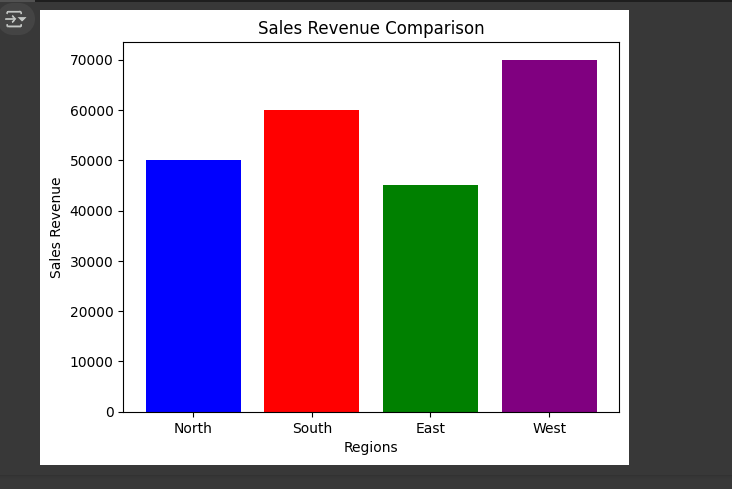 Sales Revenue Comparison
70000
60000
50000
40000
30000
20000
10000
0
Sales Revenue
North South East West
Regions